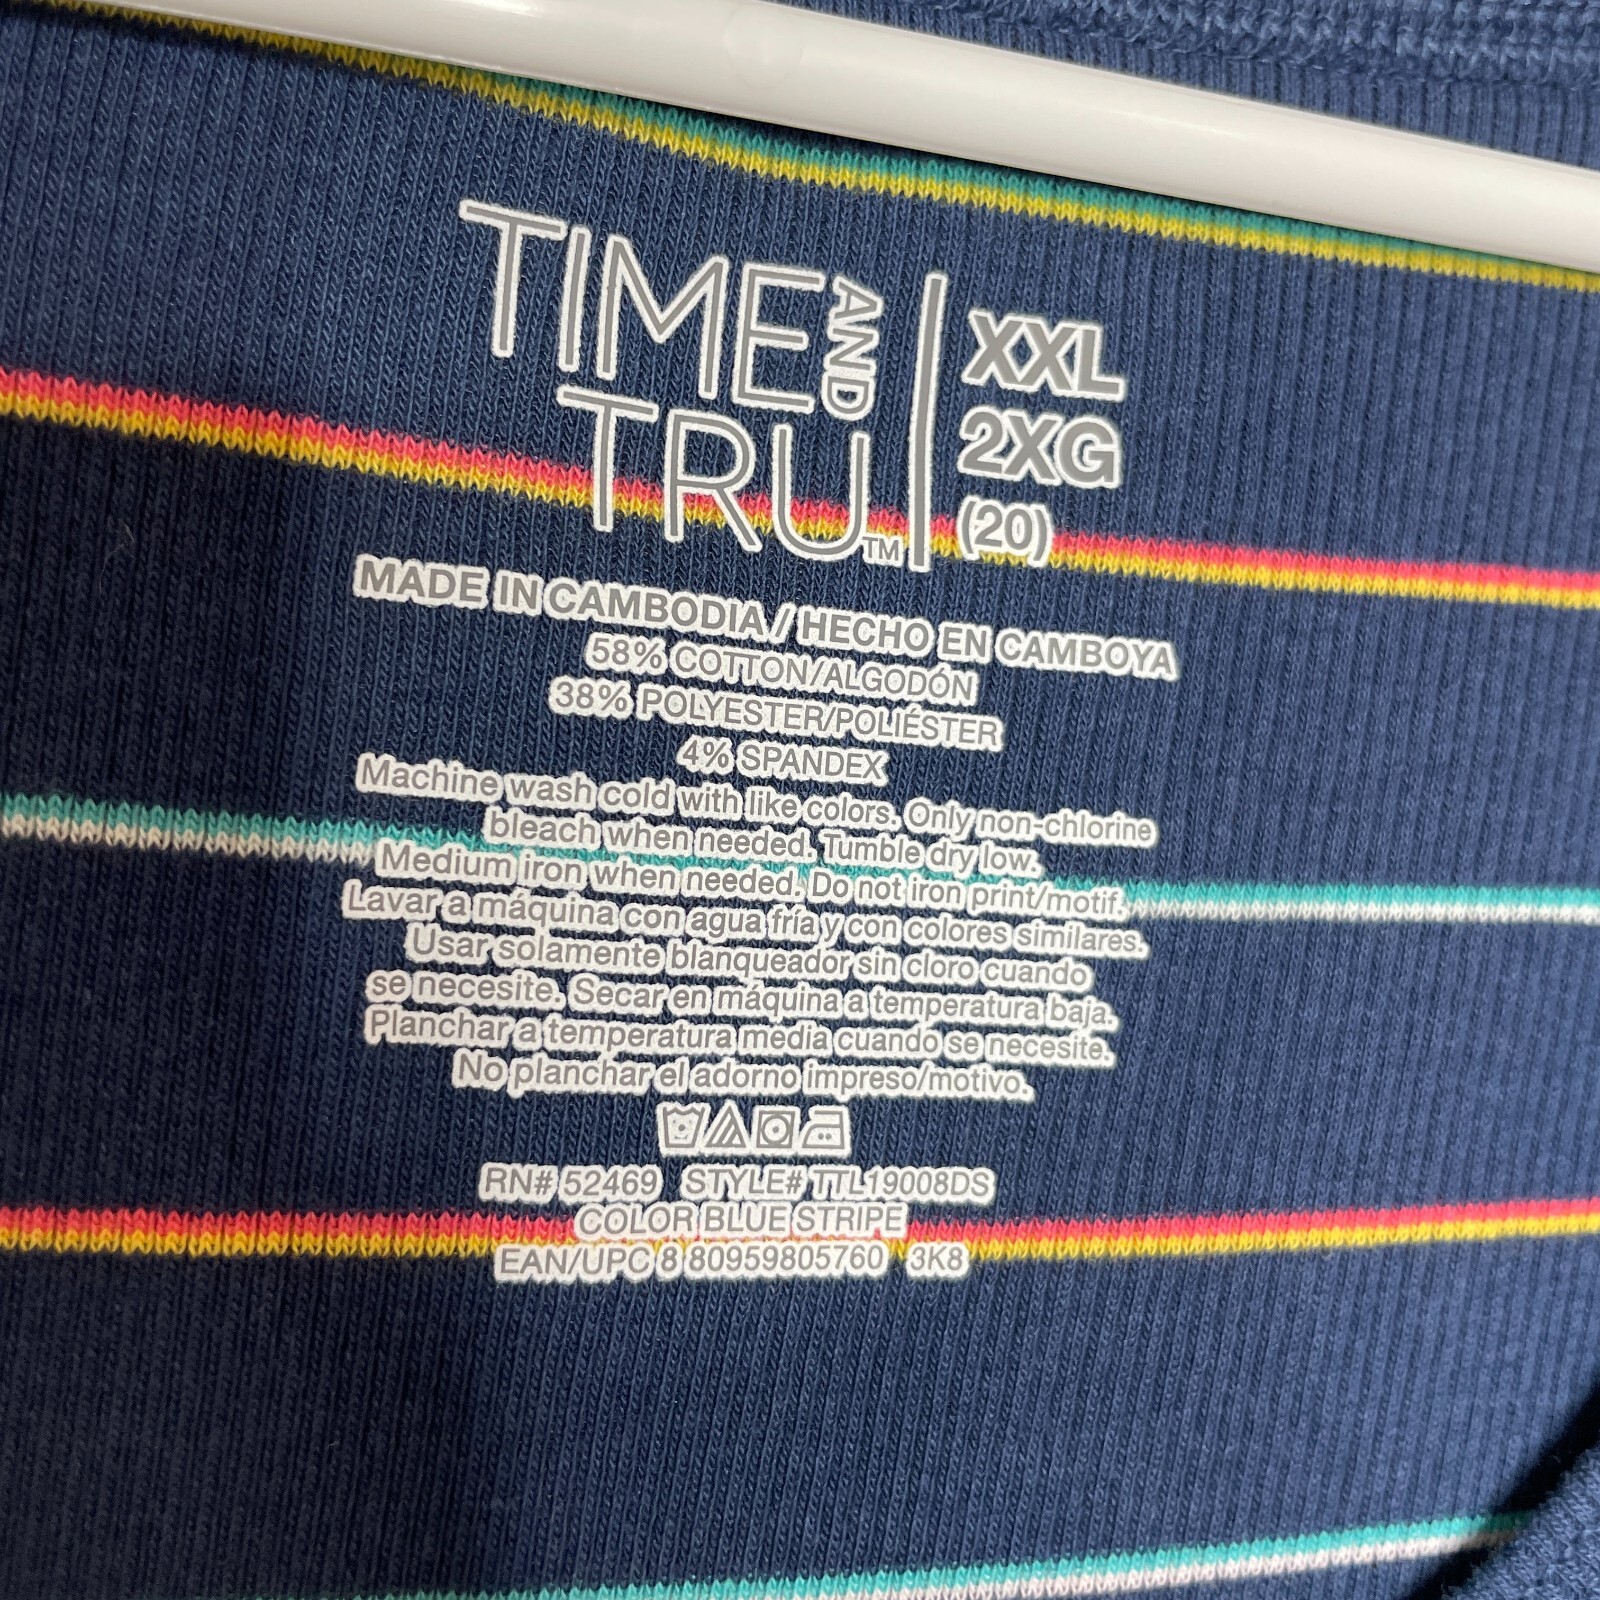 TIME AND
TRU™
XXL
2XG
(20)
MADE IN CAMBODIA / HECHO EN CAMBOYA
58% COTTON/ALGODÓN
38% POLYESTER/POLIÉSTER
4% SPANDEX
Machine wash cold with like colors. Only non-chlorine
bleach when needed. Tumble dry low.
Medium iron when needed. Do not iron print/motif.
Lavar a máquina con agua fría y con colores similares.
Usar solamente blanqueador sin cloro cuando
se necesite. Secar en máquina a temperatura baja.
Planchar a temperatura media cuando se necesite.
No planchar el adorno impreso/motivo.
RN# 52469 STYLE# TTL19008DS
COLOR BLUE STRIPE
EAN/UPC 8 80959805760 3K8